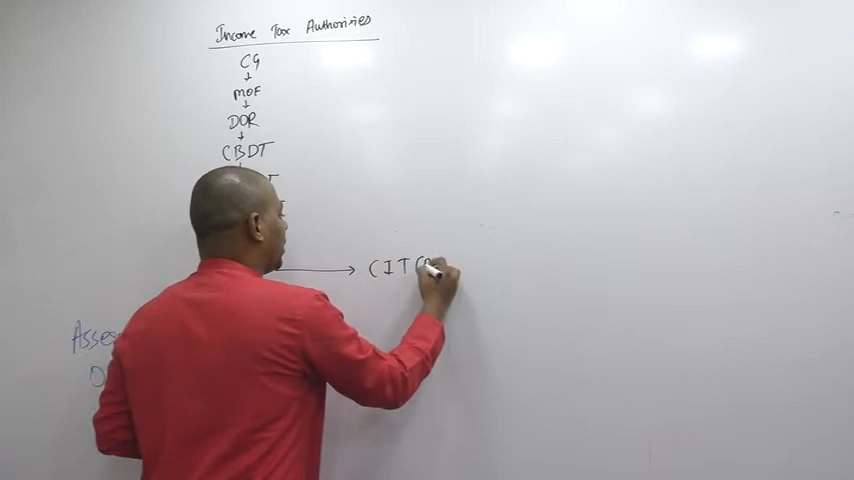 Income Tax Authorities
CG
↓
MOF
↓
DOR
↓
CBDT
→ CIT(A
Asses